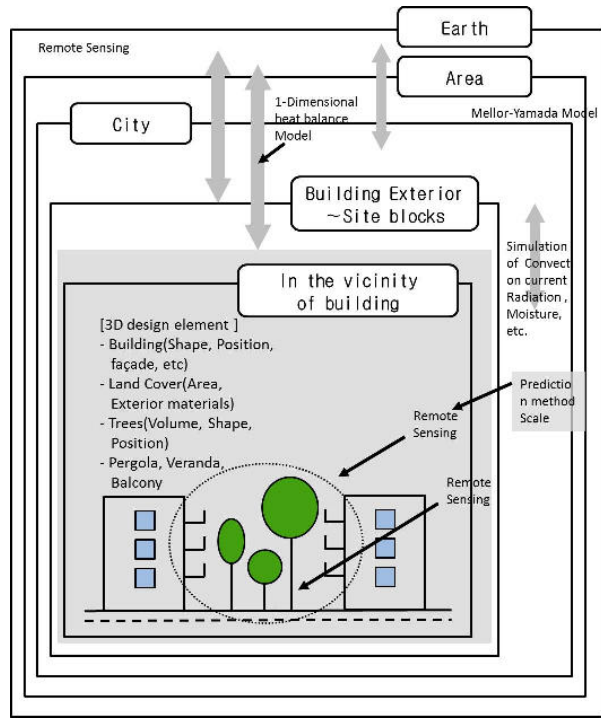 Earth
Remote Sensing
Area
1-Dimensional
heat balance
Model
Mellor-Yamada Model
City
Building Exterior
~Site blocks
Simulation
of Convect
on current
Radiation ,
Moisture,
etc.
In the vicinity
of building
[3D design element ]
- Building(Shape, Position,
façade, etc)
- Land Cover(Area,
Exterior materials)
- Trees(Volume, Shape,
Position)
- Pergola, Veranda,
Balcony
Predictio
n method
Scale
Remote
Sensing
Remote
Sensing